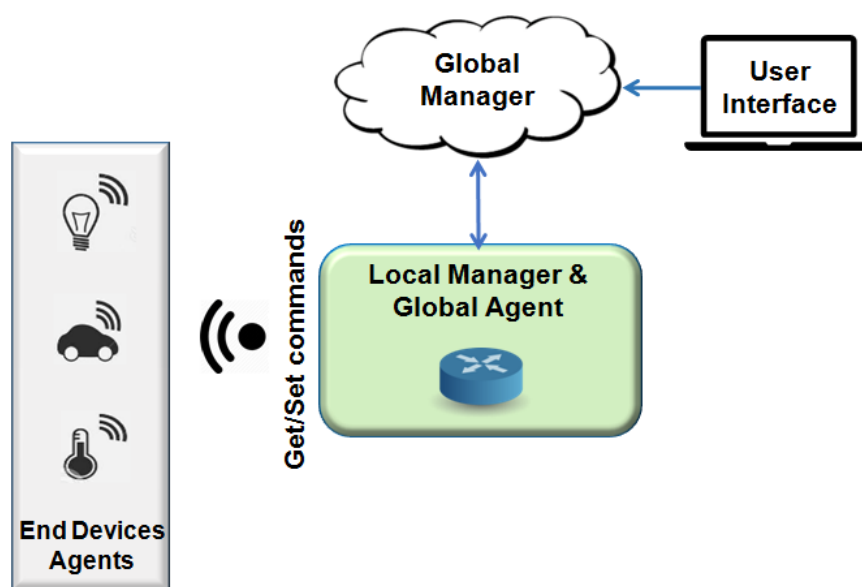 Global
Manager
User
Interface
Local Manager &
Global Agent
Get/Set commands
End Devices
Agents